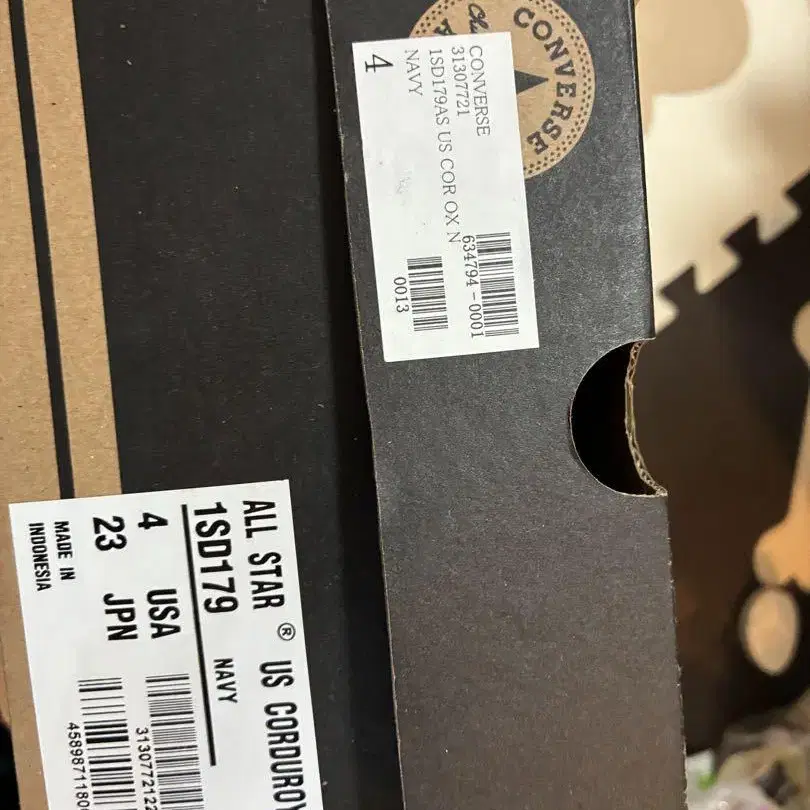 CONVERSE
CONVERSE
31307721
1SD179AS US COR OX N
NAVY
634794-0001
4
0013
ALL STAR ® US CORDUROY
1SD179 NAVY
4 USA
23 JPN
MADE IN
INDONESIA